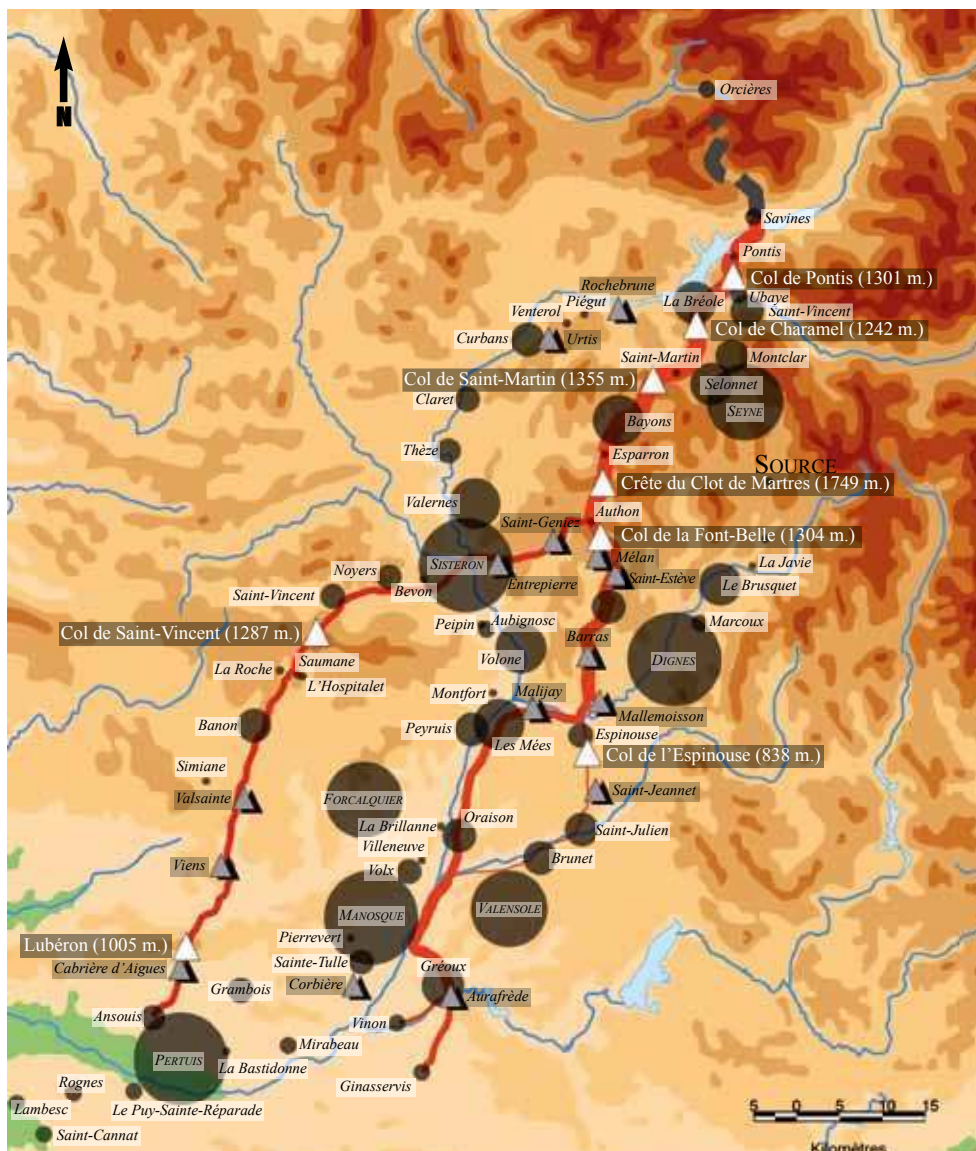 N
Orcières
Savines
Pontis
Col de Pontis (1301 m.)
Rochebrune
Piégut
La Bréole
Ubaye
Venterol
Saint-Vincent
Curbans
Urtis
Col de Charamel (1242 m.)
Saint-Martin
Montclar
Col de Saint-Martin (1355 m.)
Selonnet
Claret
Seyne
Bayons
Thèze
Esparron
Source
Crête du Clot de Martres (1749 m.)
Valernes
Authon
Saint-Geniez
Col de la Font-Belle (1304 m.)
Sisteron
Mélan
La Javie
Noyers
Entrepierre
Saint-Estève
Le Brusquet
Bevon
Saint-Vincent
Aubignosc
Peipin
Marcoux
Col de Saint-Vincent (1287 m.)
Barras
Saumane
Volone
Dignes
La Roche
L'Hospitalet
Montfort
Malijay
Mallemoisson
Banon
Peyruis
Espinouse
Les Mées
Col de l'Espinouse (838 m.)
Simiane
Valsainte
Forcalquier
Saint-Jeannet
Oraison
La Brillanne
Saint-Julien
Villeneuve
Brunet
Viens
Volx
Valensole
Manosque
Pierrevert
Lubéron (1005 m.)
Sainte-Tulle
Cabrière d'Aigues
Gréoux
Grambois
Corbière
Aurafrède
Ansouis
Vinon
Mirabeau
Pertuis
La Bastidonne
Rognes
Ginasservis
Lambesc
Le Puy-Sainte-Réparade
5 0 5 10 15
Saint-Cannat
Kilomètres